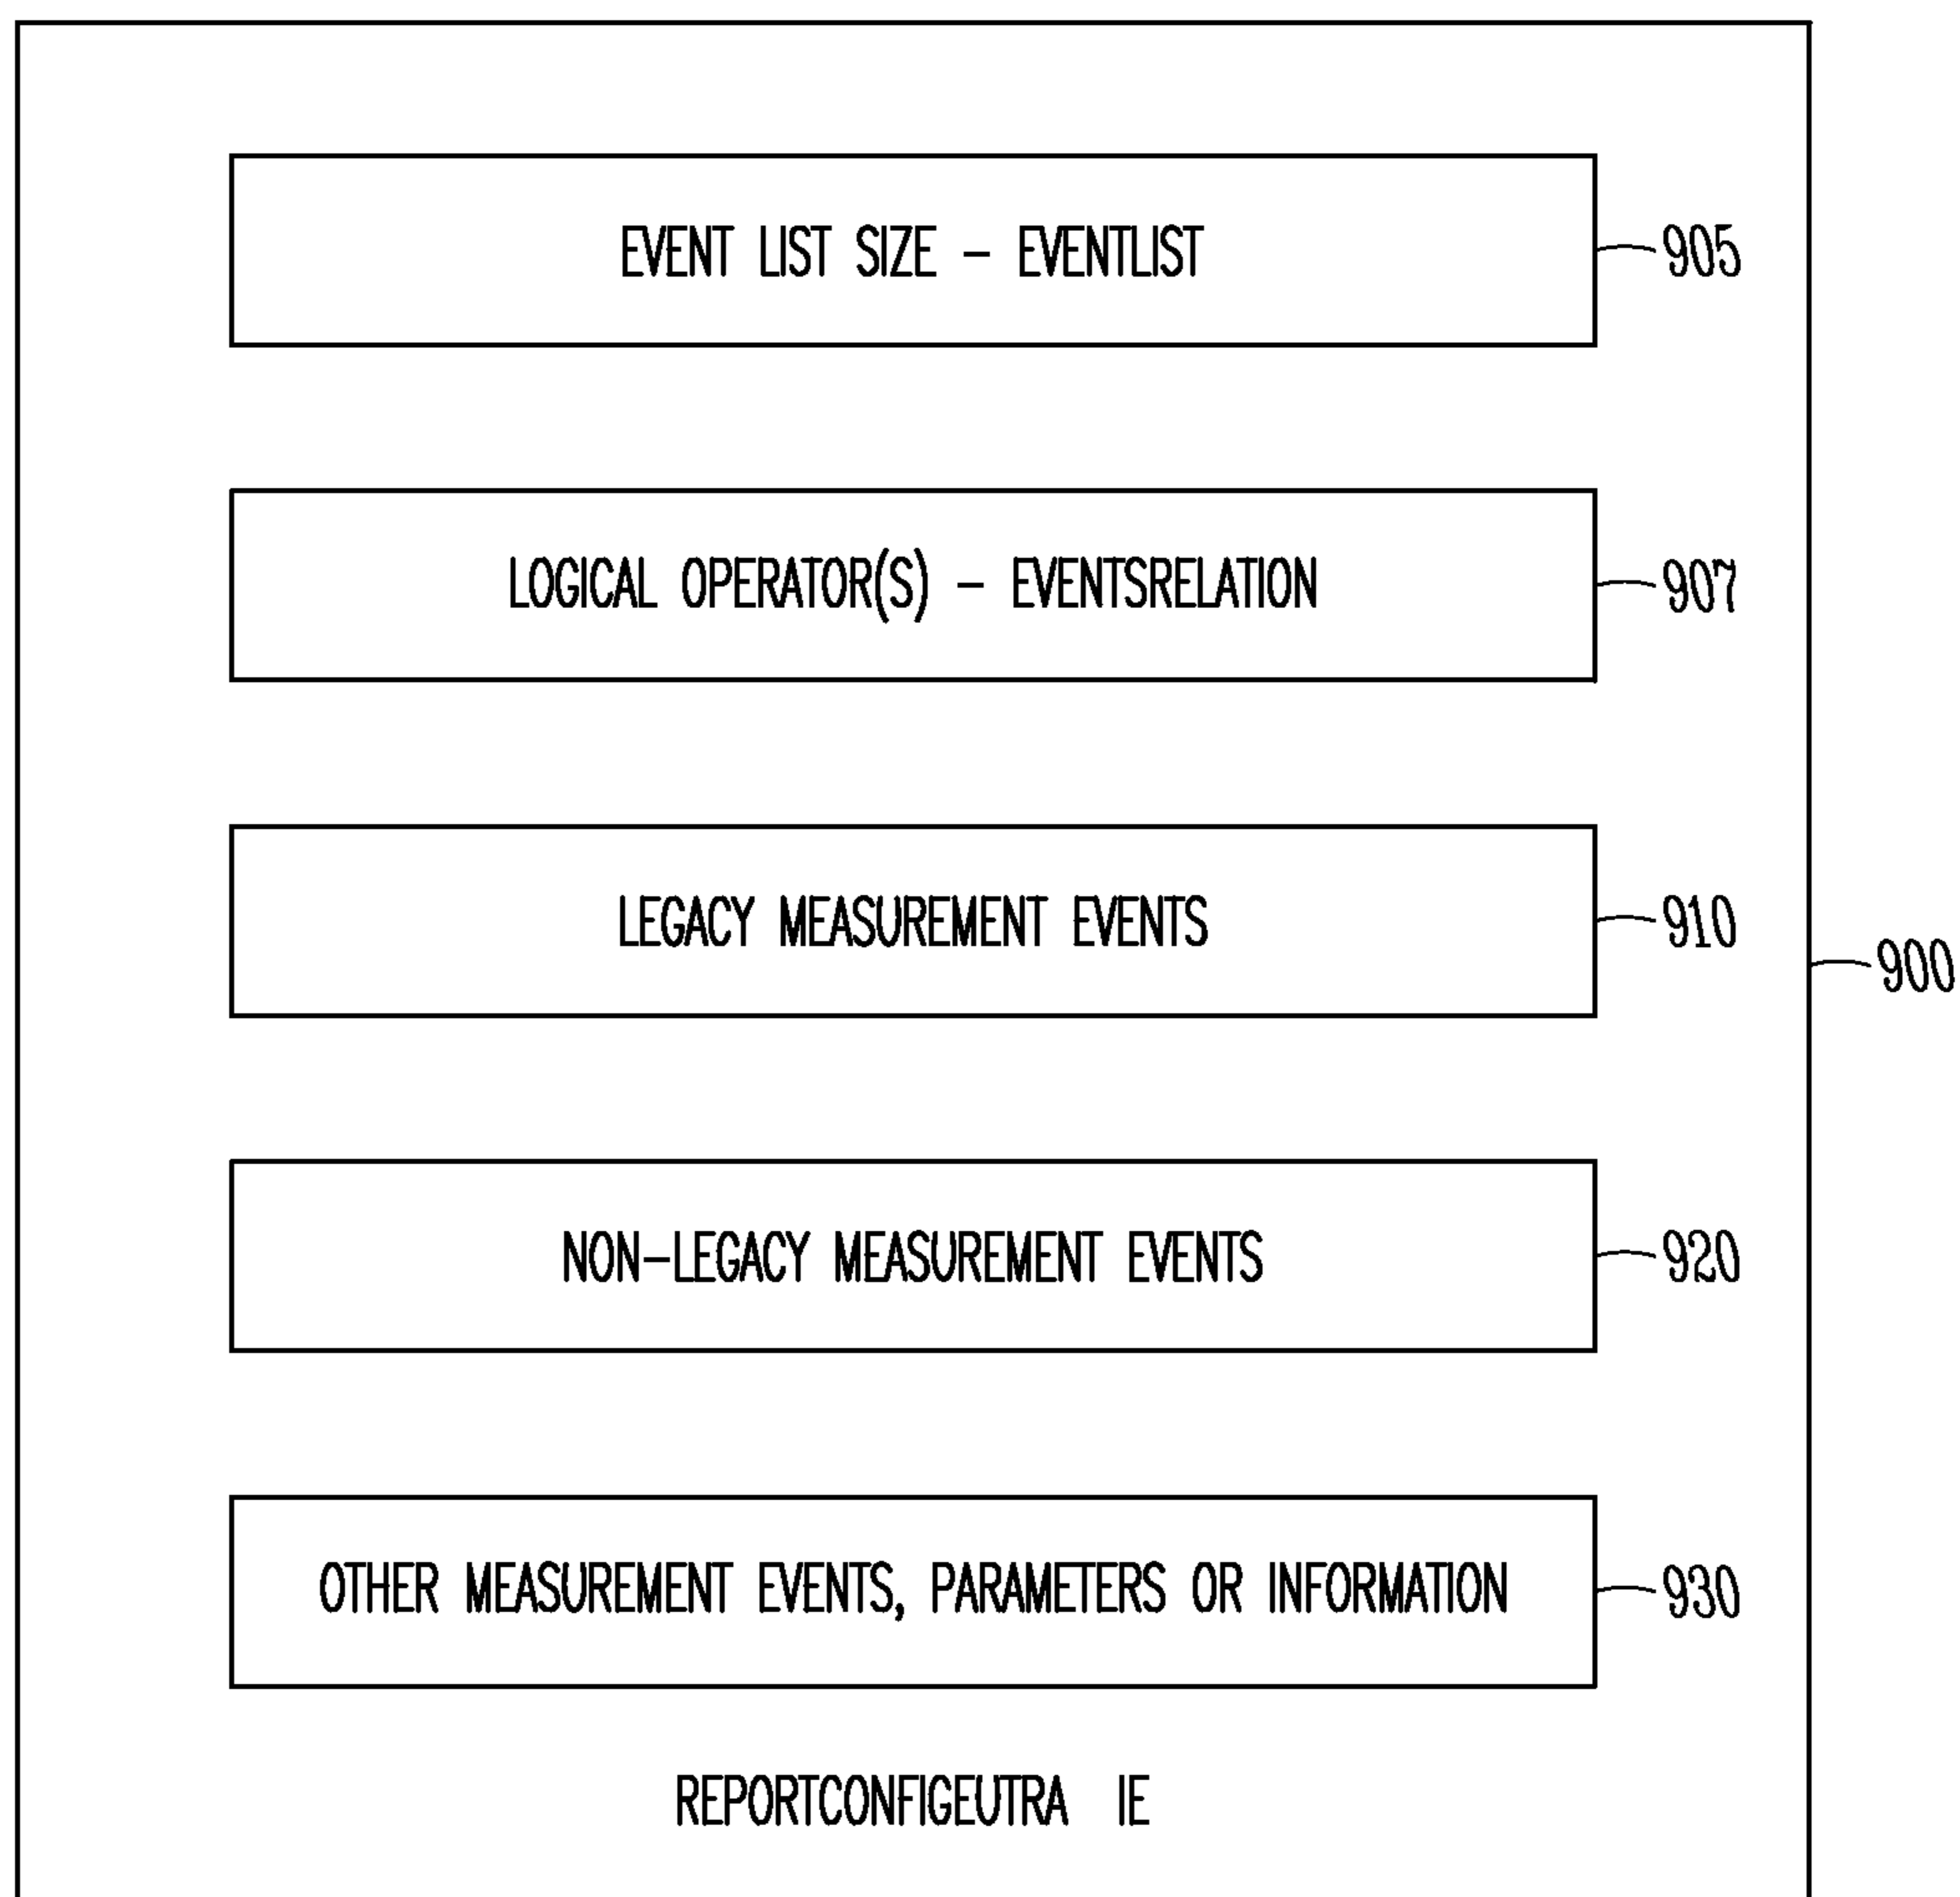 EVENT LIST SIZE - EVENTLIST
905
LOGICAL OPERATOR(S) - EVENTSRELATION
907
LEGACY MEASUREMENT EVENTS
910
900
NON-LEGACY MEASUREMENT EVENTS
920
OTHER MEASUREMENT EVENTS, PARAMETERS OR INFORMATION
930
REPORTCONFIGEUTRA IE